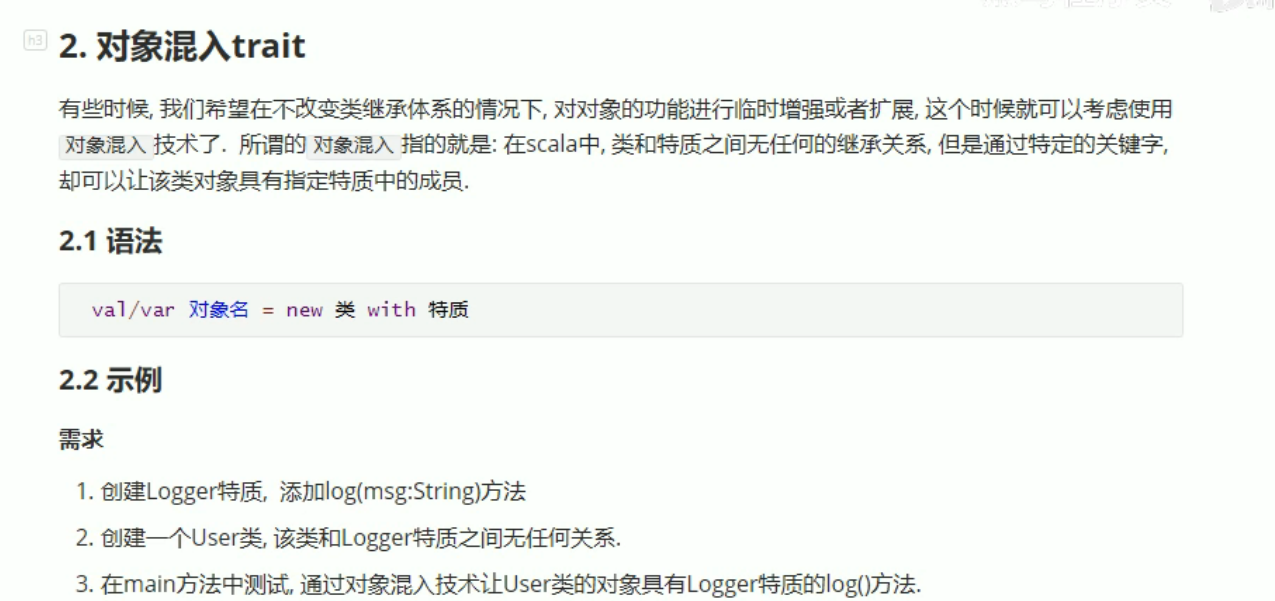 h3
2. 对象混入trait
有些时候, 我们希望在不改变类继承体系的情况下, 对对象的功能进行临时增强或者扩展, 这个时候就可以考虑使用
对象混入 技术了. 所谓的 对象混入 指的就是: 在scala中, 类和特质之间无任何的继承关系, 但是通过特定的关键字,
却可以让该类对象具有指定特质中的成员.
2.1 语法
val/var 对象名 = new 类 with 特质
2.2 示例
需求
1. 创建Logger特质, 添加log(msg:String)方法
2. 创建一个User类, 该类和Logger特质之间无任何关系.
3. 在main方法中测试, 通过对象混入技术让User类的对象具有Logger特质的log()方法.